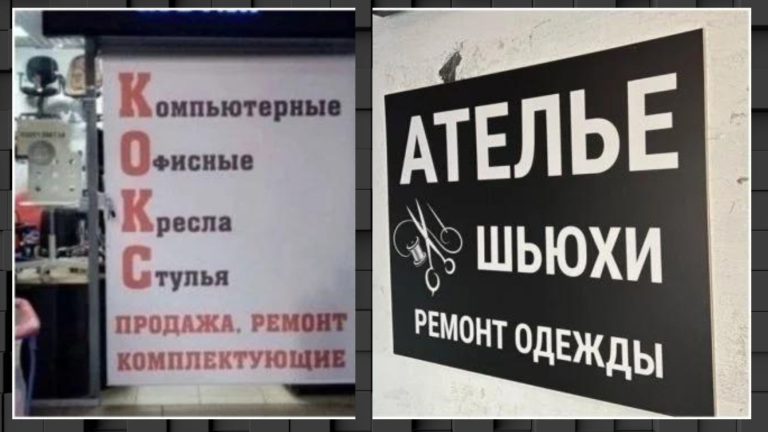 Компьютерные
Офисные
Кресла
Стулья
ПРОДАЖА, РЕМОНТ
КОМПЛЕКТУЮЩИЕ
АТЕЛЬЕ
ШЬЮХИ
РЕМОНТ ОДЕЖДЫ